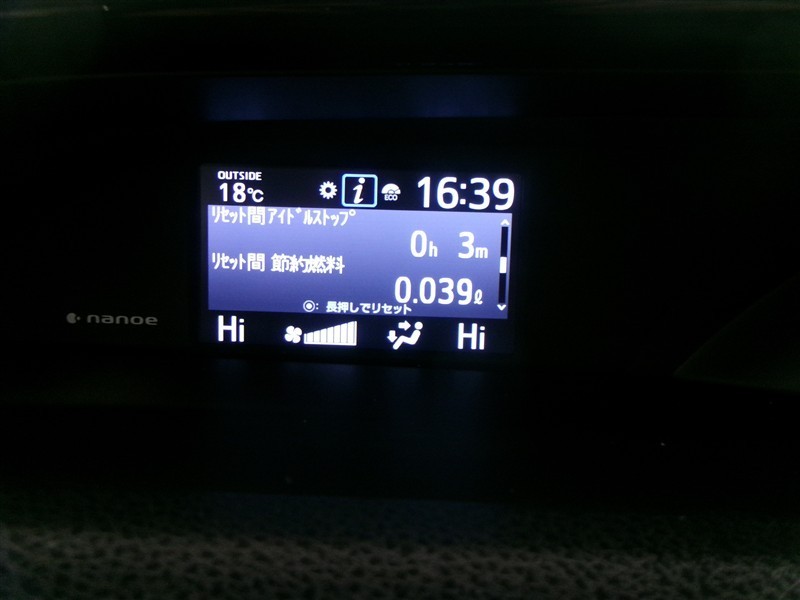 OUTSIDE
18℃
i
ECO
16:39
リセット間アイドルストップ
0h 3m
リセット間 節約燃料
0.039ℓ
◉: 長押しでリセット
nanoe
Hi
Hi